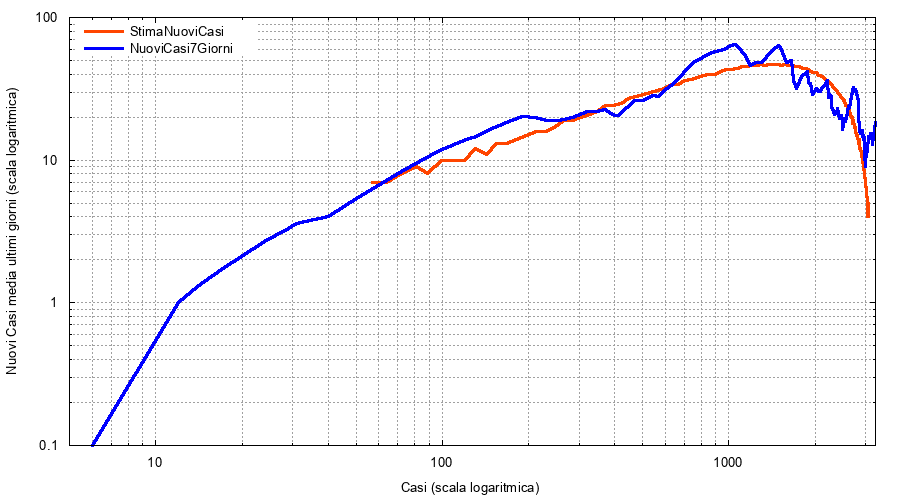 100
StimaNuoviCasi
NuoviCasi7Giorni
10
1
0.1
10
100
1000
Nuovi Casi media ultimi giorni (scala logaritmica)
Casi (scala logaritmica)